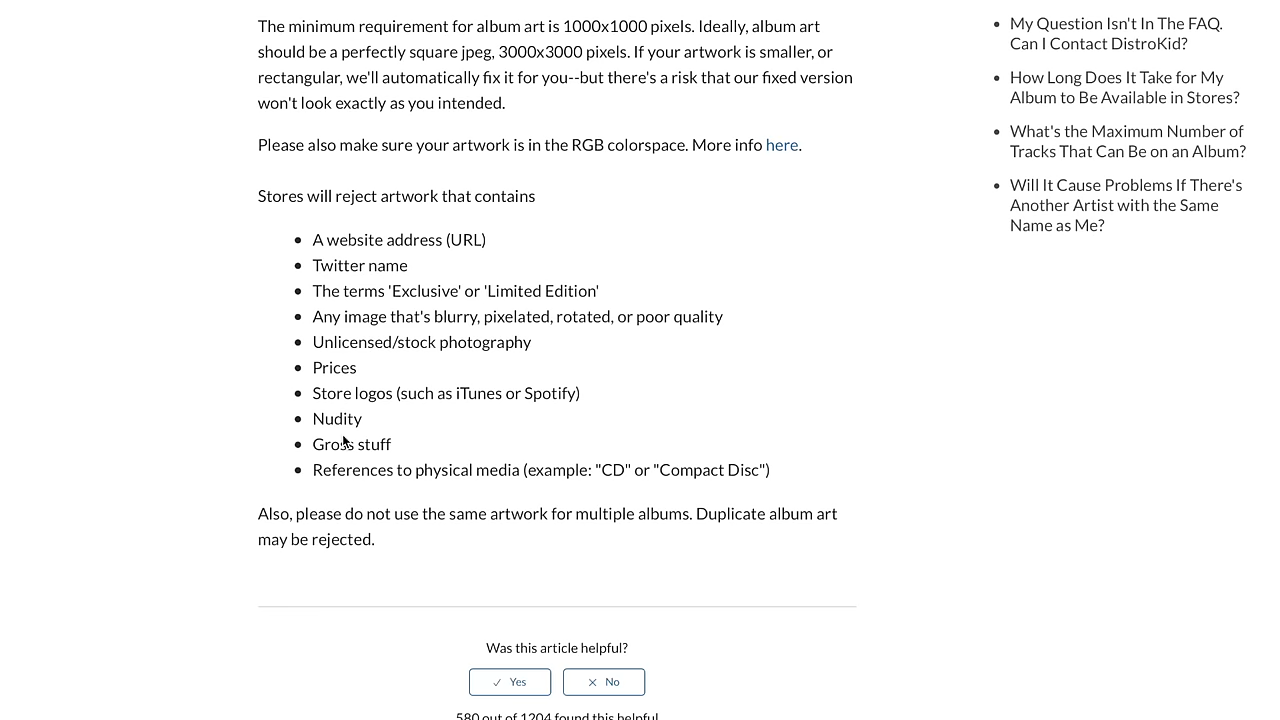 The minimum requirement for album art is 1000x1000 pixels. Ideally, album art
should be a perfectly square jpeg, 3000x3000 pixels. If your artwork is smaller, or
rectangular, we'll automatically fix it for you--but there's a risk that our fixed version
won't look exactly as you intended.
Please also make sure your artwork is in the RGB colorspace. More info here.
Stores will reject artwork that contains
A website address (URL)
Twitter name
The terms 'Exclusive' or 'Limited Edition'
Any image that's blurry, pixelated, rotated, or poor quality
Unlicensed/stock photography
Prices
Store logos (such as iTunes or Spotify)
Nudity
Gross stuff
References to physical media (example: "CD" or "Compact Disc")
Also, please do not use the same artwork for multiple albums. Duplicate album art
may be rejected.
Was this article helpful?
Yes
No
580 out of 1204 found this helpful
My Question Isn't In The FAQ.
Can I Contact DistroKid?
How Long Does It Take for My
Album to Be Available in Stores?
What's the Maximum Number of
Tracks That Can Be on an Album?
Will It Cause Problems If There's
Another Artist with the Same
Name as Me?